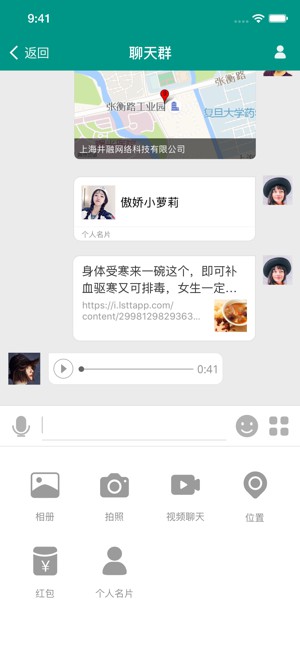 9:41
返回
聊天群
张衡路工业园
复旦大学药
上海井融网络科技有限公司
傲娇小萝莉
个人名片
身体受寒来一碗这个，即可补
血驱寒又可排毒，女生一定…
https://i.lsttapp.com/
content/2998129829363...
0:41
相册
拍照
视频聊天
位置
¥
红包
个人名片